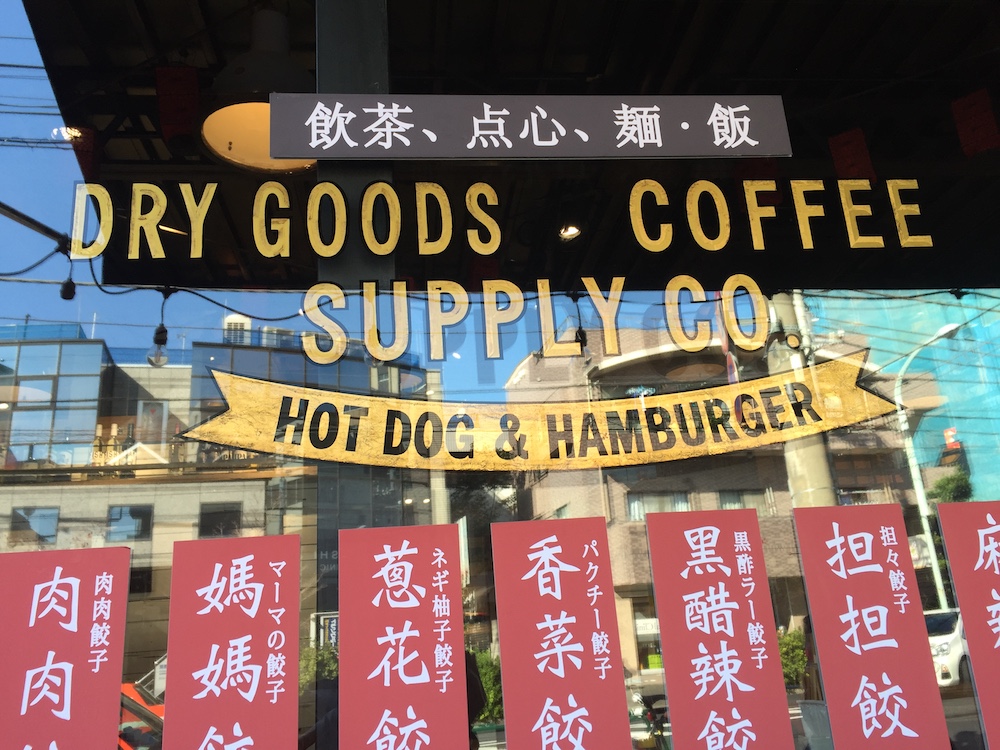 飲茶、点心、麺・飯
DRY GOODS COFFEE
SUPPLY CO.
HOT DOG & HAMBURGER
肉肉餃子
肉肉
マーマの餃子
媽媽餃
ネギ柚子餃子
葱花餃
パクチー餃子
香菜餃
黒酢ラー餃子
黒醋辣餃
担々餃子
担担餃
麻